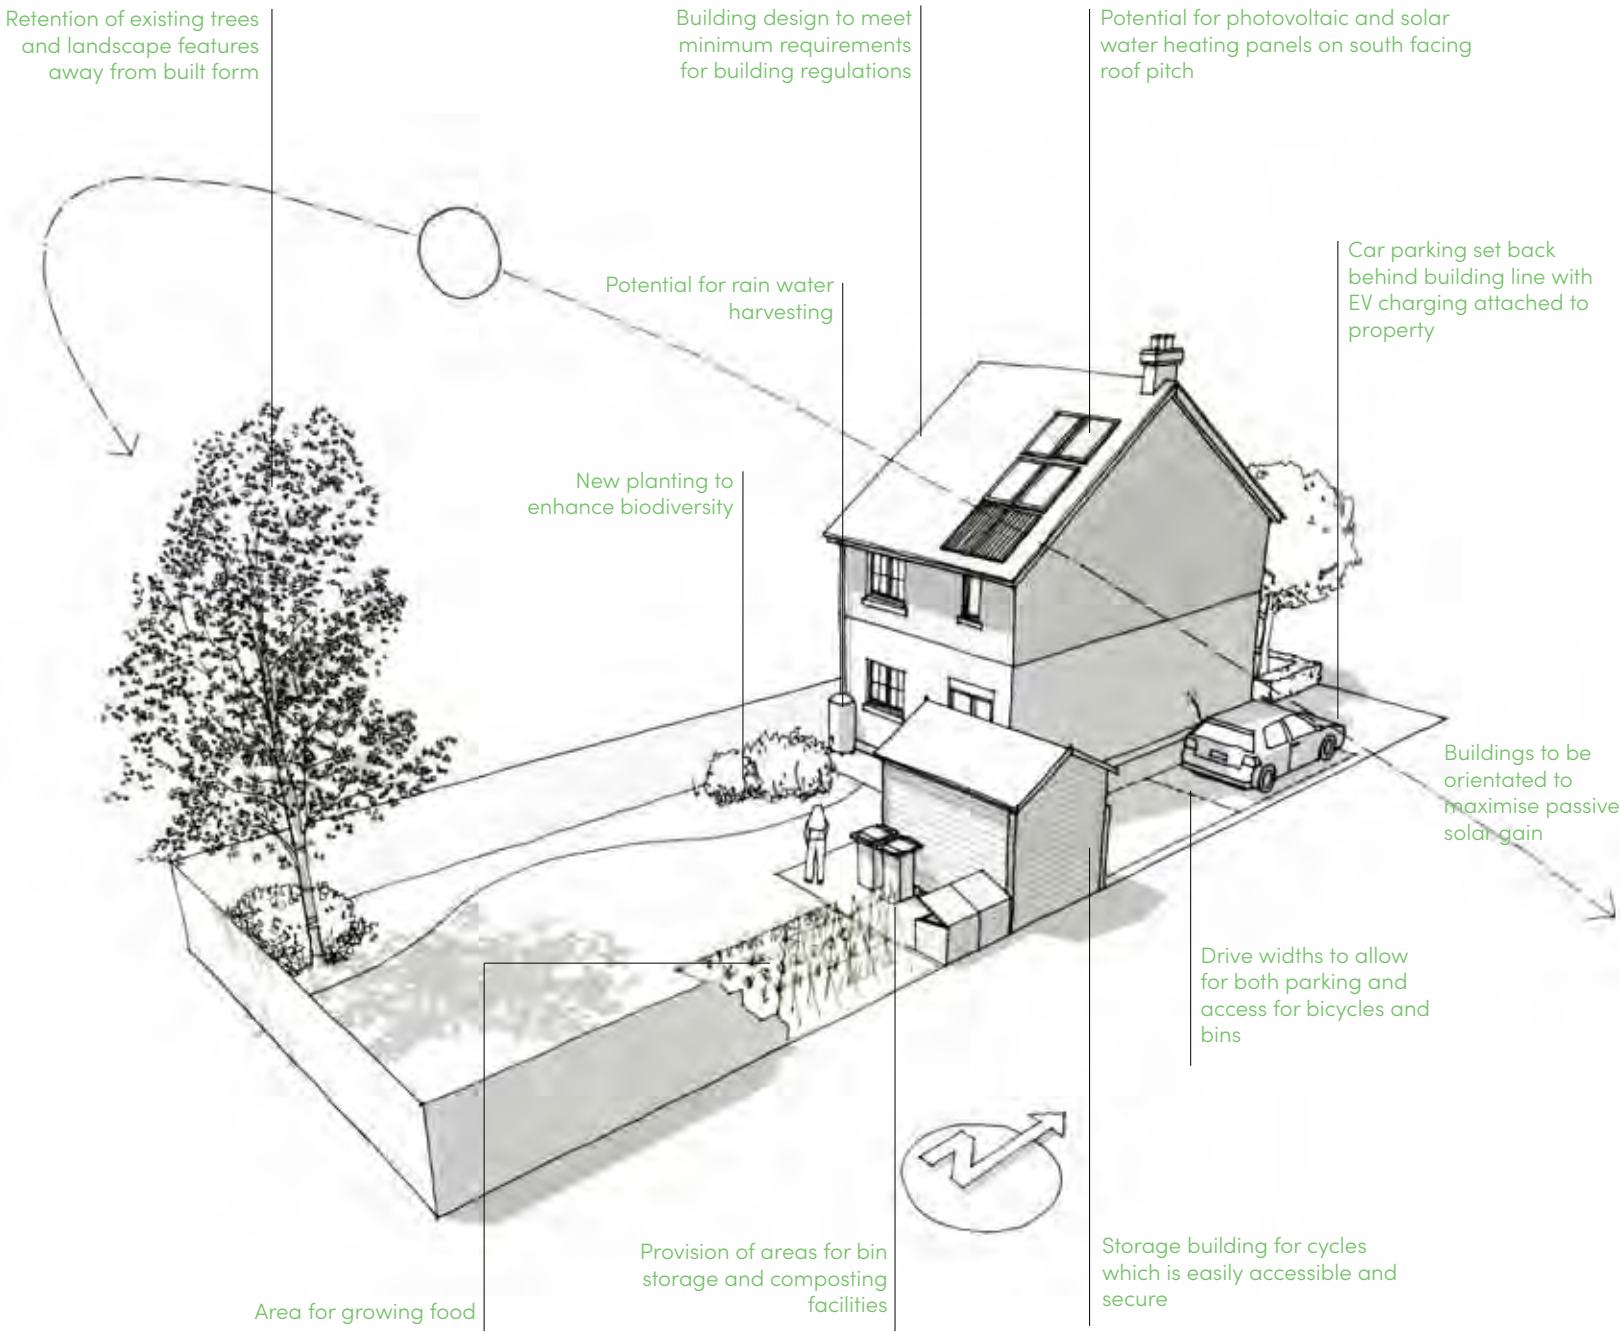 Retention of existing trees
and landscape features
away from built form
Building design to meet
minimum requirements
for building regulations
Potential for photovoltaic and solar
water heating panels on south facing
roof pitch
Car parking set back
behind building line with
EV charging attached to
property
Potential for rain water
harvesting
New planting to
enhance biodiversity
Buildings to be
orientated to
maximise passive
solar gain
Drive widths to allow
for both parking and
access for bicycles and
bins
N
Provision of areas for bin
storage and composting
facilities
Storage building for cycles
which is easily accessible and
secure
Area for growing food